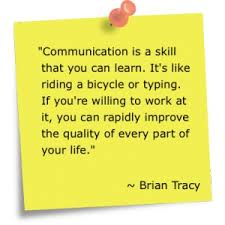 "Communication is a skill
that you can learn. It's like
riding a bicycle or typing.
If you're willing to work at
it, you can rapidly improve
the quality of every part of
your life."
~ Brian Tracy